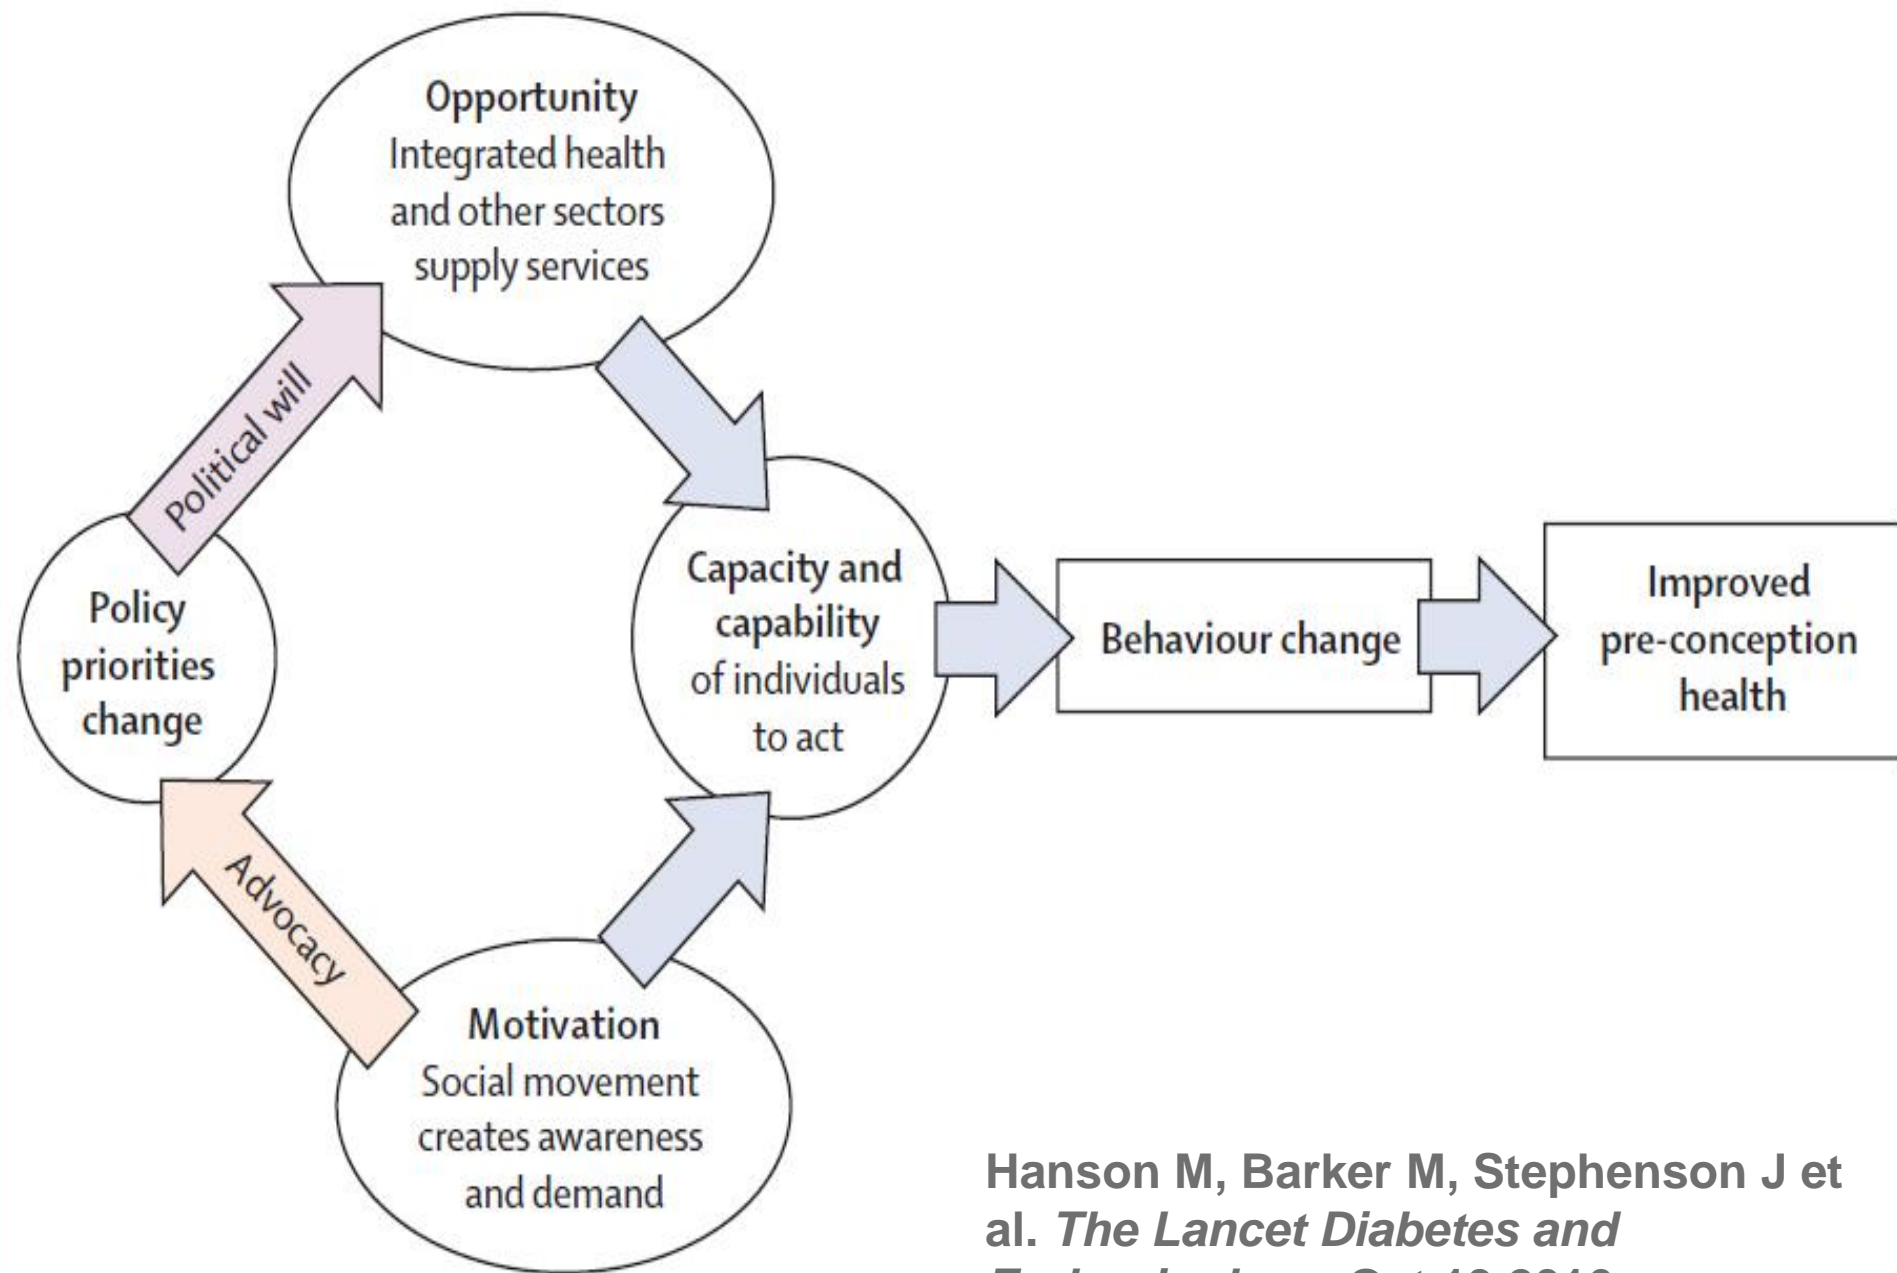 Opportunity
Integrated health
and other sectors
supply services
Political will
Policy
priorities
change
Capacity and
capability
of individuals
to act
Behaviour change
Improved
pre-conception
health
Advocacy
Motivation
Social movement
creates awareness
and demand
Hanson M, Barker M, Stephenson J et
al. The Lancet Diabetes and